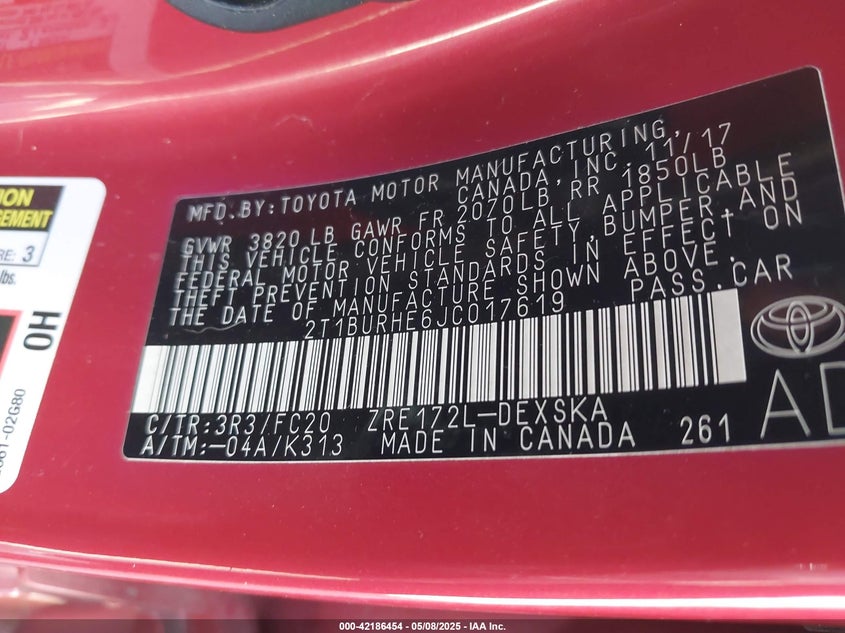 MFD.BY:TOYOTA MOTOR MANUFACTURING,
CANADA, INC. 11/17
GVWR 3820 LB GAWR FR 2070LB, RR 1850LB
THIS VEHICLE CONFORMS TO ALL APPLICABLE
FEDERAL MOTOR VEHICLE SAFETY, BUMPER, AND
THEFT PREVENTION STANDARDS IN EFFECT ON
THE DATE OF MANUFACTURE SHOWN ABOVE.
2T1BURHE6JC017619 PASS.CAR
C/TR:3R3/FC20 ZRE172L-DEXSKA
A/TM:-04A/K313 MADE IN CANADA 261
AD
RE: 3
lbs.
HO
000-42186454 - 05/08/2025 - IAA Inc.